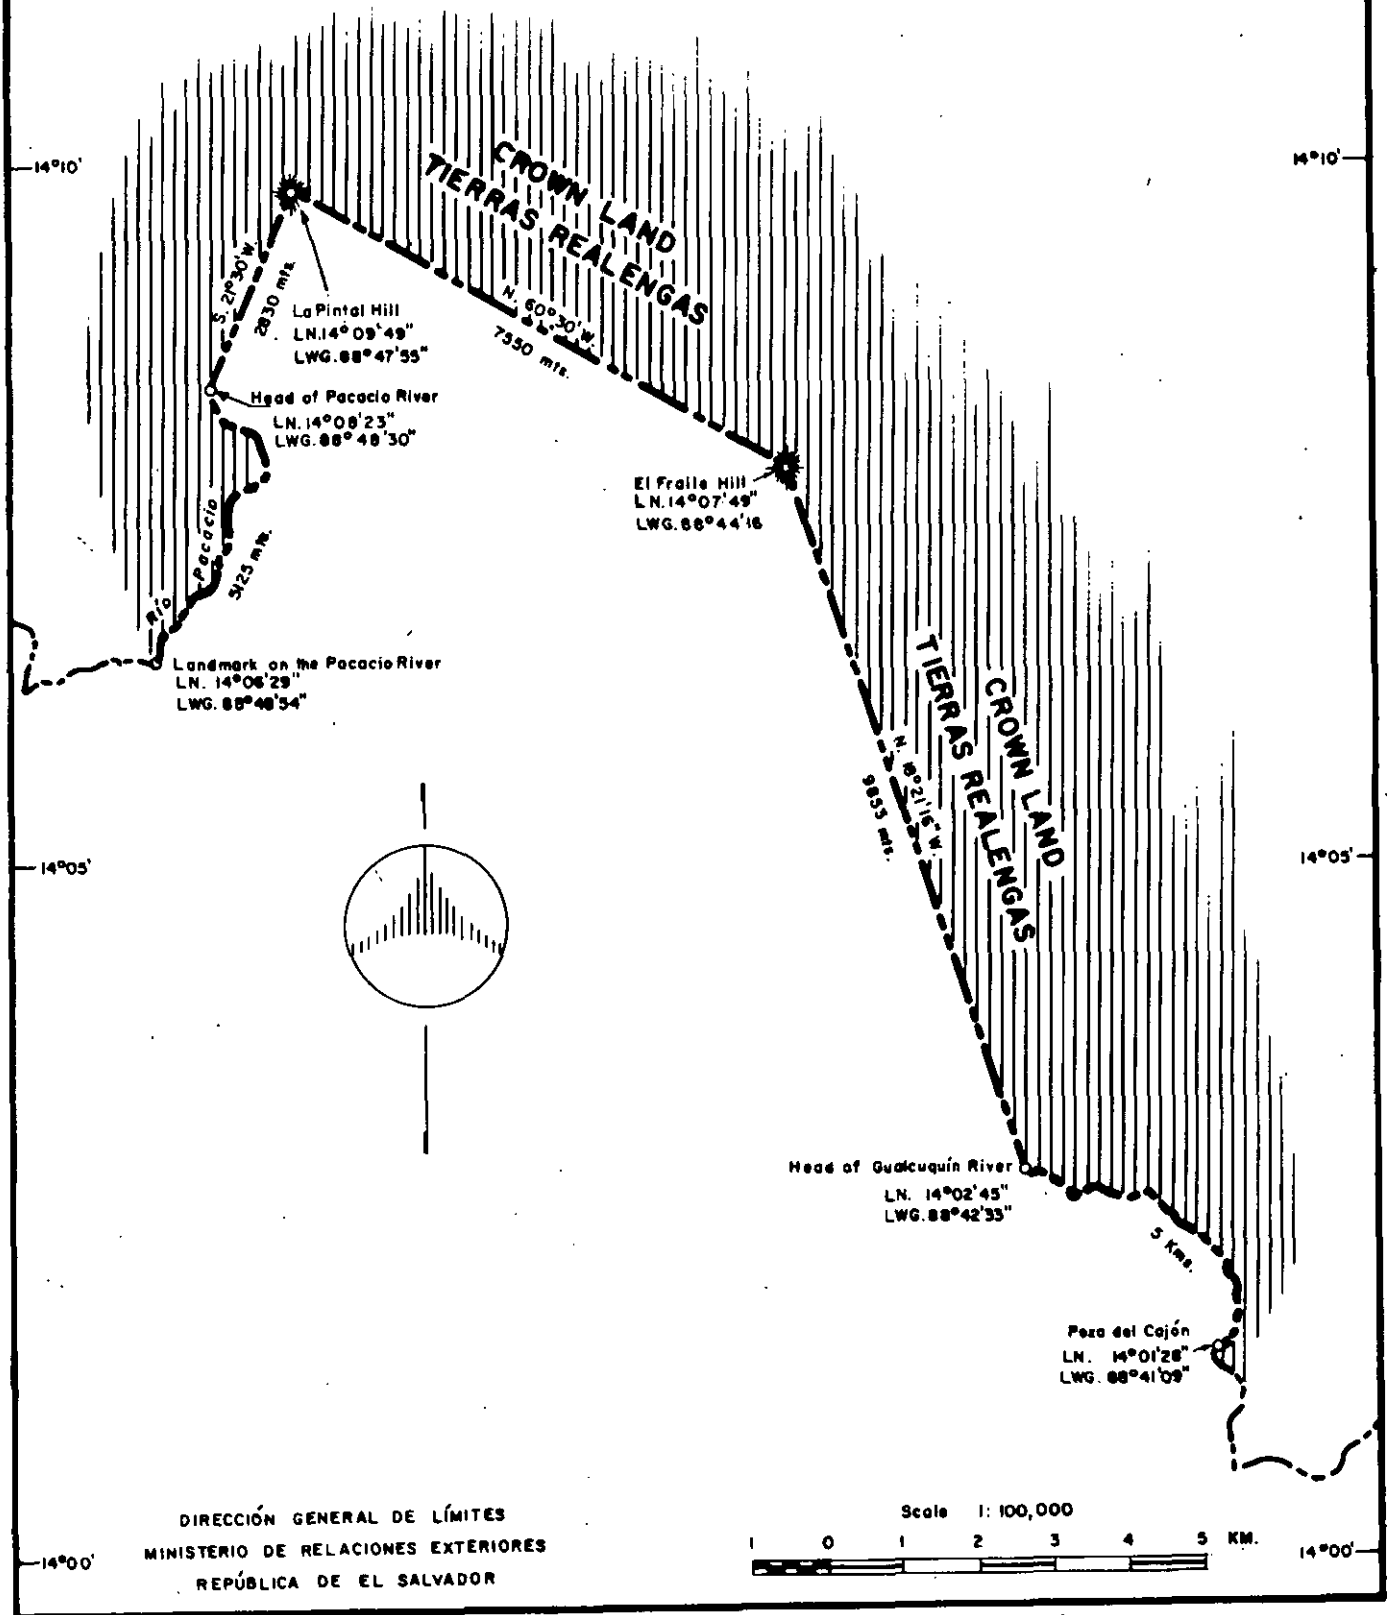 14°10'
14°10'
CROWN LAND
TIERRAS REALENGAS
S. 21°30' W.
2830 mts.
La Pintal Hill
LN.14°09'49"
LWG.88°47'55"
N. 60°30' W.
7550 mts.
Head of Pacacio River
LN.14°08'23"
LWG.88°48'30"
El Fraile Hill
LN.14°07'49"
LWG.88°44'16
Río Pacacio
5125 mts.
Landmark on the Pacacio River
LN. 14°06'29"
LWG.88°48'54"
CROWN LAND
TIERRAS REALENGAS
N. 18°21'16" W.
9853 mts.
14°05'
14°05'
Head of Gualcuquín River
LN. 14°02'45"
LWG.88°42'33"
5 Kms.
Poza del Cajón
LN. 14°01'28"
LWG. 88°41'09"
DIRECCIÓN GENERAL DE LÍMITES
MINISTERIO DE RELACIONES EXTERIORES
REPÚBLICA DE EL SALVADOR
Scale 1: 100,000
1 0 1 2 3 4 5 KM.
14°00'
14°00'